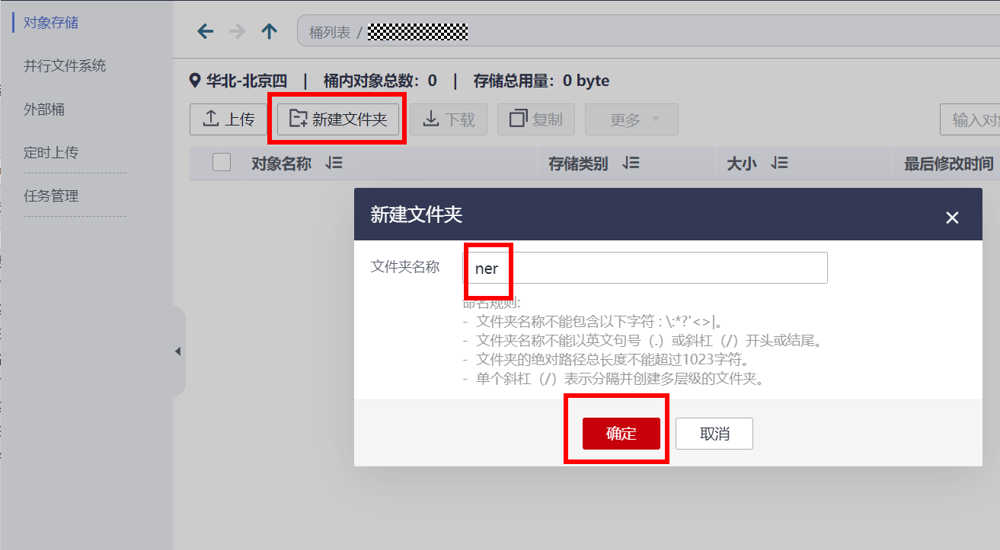 对象存储
并行文件系统
外部桶
定时上传
任务管理
桶列表 /
华北-北京四 | 桶内对象总数：0 | 存储总用量：0 byte
上传 新建文件夹 下载 复制 更多 输入对
对象名称 存储类别 大小 最后修改时间
新建文件夹
文件夹名称 ner
命名规则:
- 文件夹名称不能包含以下字符 : \:*?'<>|。
- 文件夹名称不能以英文句号（.）或斜杠（/）开头或结尾。
- 文件夹的绝对路径总长度不能超过1023字符。
- 单个斜杠（/）表示分隔并创建多层级的文件夹。
确定 取消